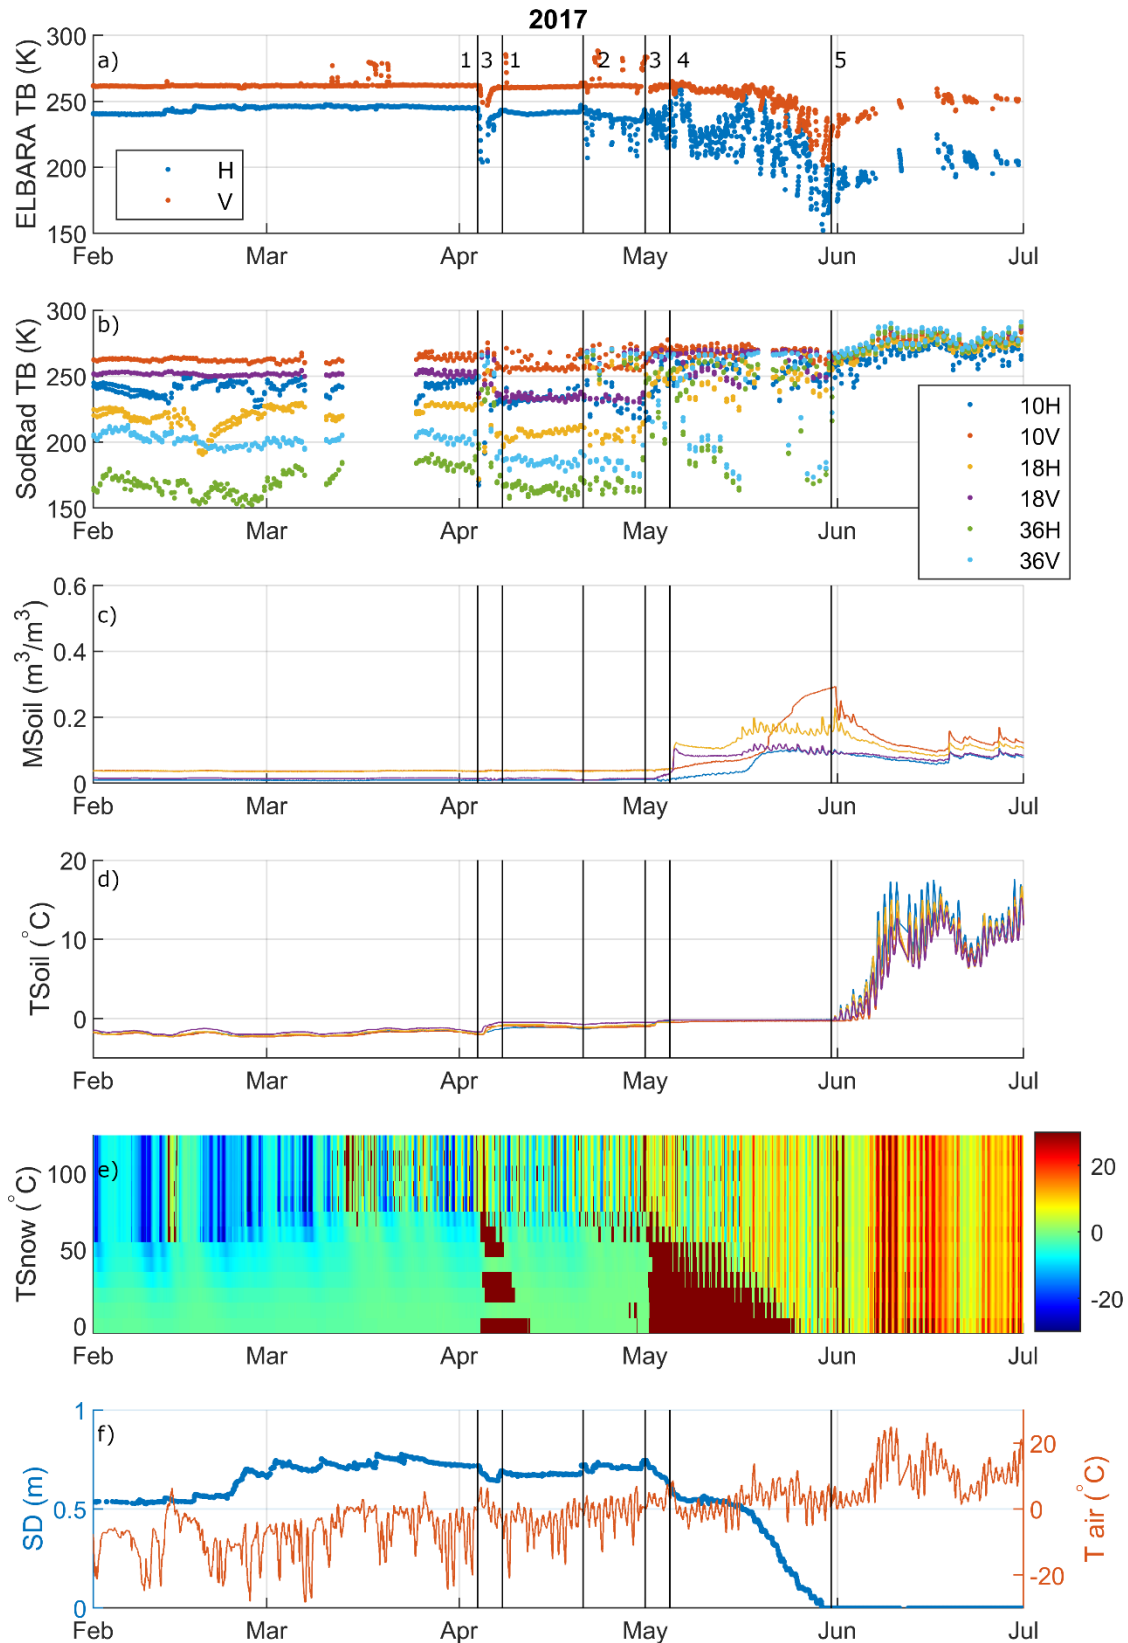 2017
ELBARA TB (K)
300
250
200
150
a)
1 3 1 2 3 4 5
H
V
Feb Mar Apr May Jun Jul
SodRad TB (K)
300
250
200
150
b)
10H
10V
18H
18V
36H
36V
Feb Mar Apr May Jun
MSoil (m³/m³)
0.6
0.4
0.2
0
c)
Feb Mar Apr May Jun Jul
TSoil (°C)
20
10
0
d)
Feb Mar Apr May Jun Jul
TSnow (°C)
100
50
0
e)
20
0
-20
Feb Mar Apr May Jun Jul
SD (m)
1
0.5
0
f)
20
0
-20
T air (°C)
Feb Mar Apr May Jun Jul